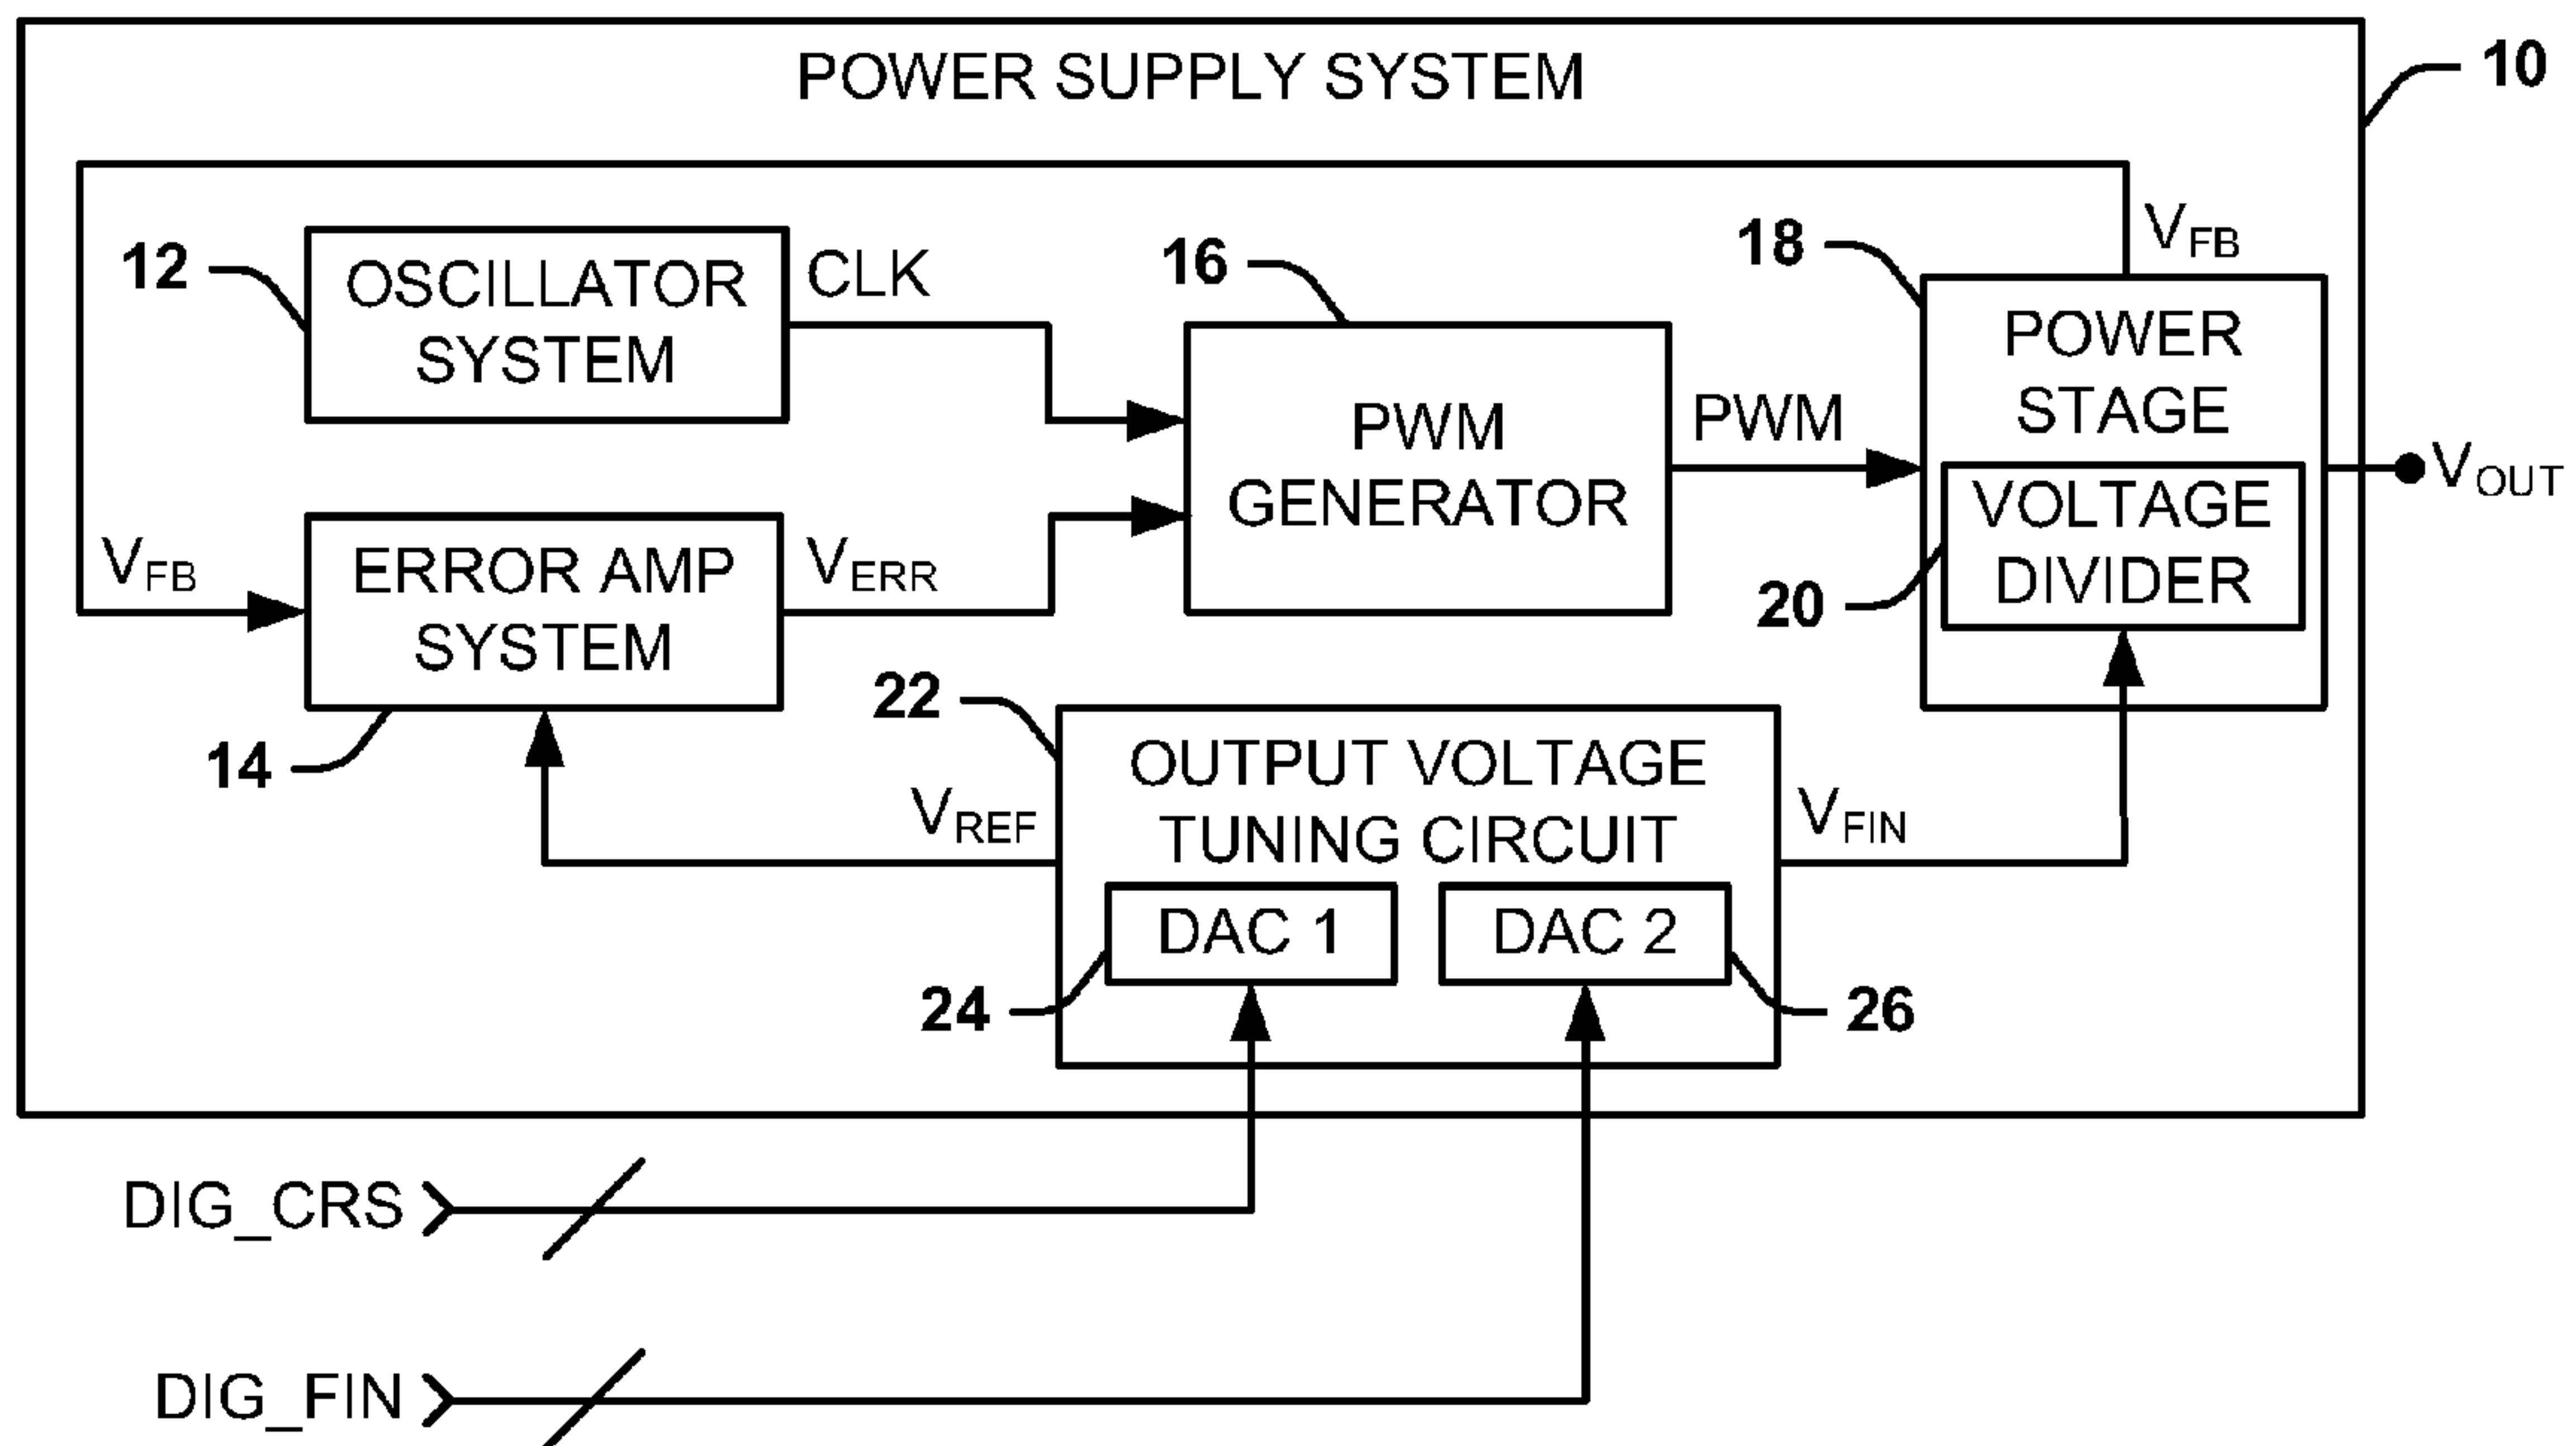 POWER SUPPLY SYSTEM
10
VFB
12
OSCILLATOR
SYSTEM
CLK
16
18
POWER
STAGE
PWM
GENERATOR
PWM
VOUT
VOLTAGE
DIVIDER
20
VFB
ERROR AMP
SYSTEM
VERR
14
22
OUTPUT VOLTAGE
TUNING CIRCUIT
VREF
VFIN
DAC 1
DAC 2
24
26
DIG_CRS
DIG_FIN